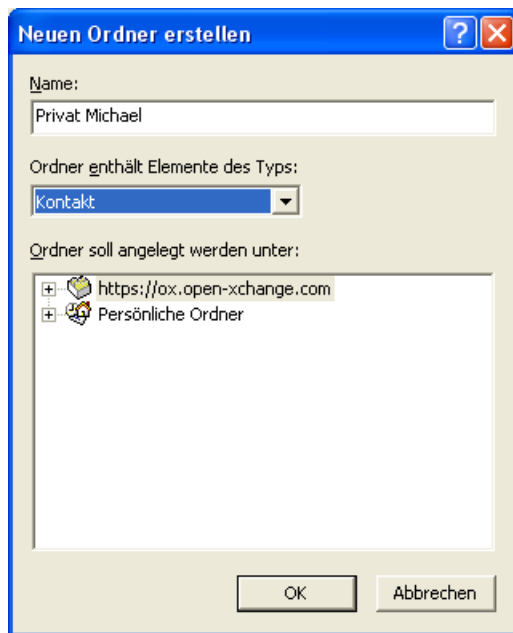 Neuen Ordner erstellen
Name:
Privat Michael
Ordner enthält Elemente des Typs:
Kontakt
Ordner soll angelegt werden unter:
https://ox.open-xchange.com
Persönliche Ordner
OK
Abbrechen